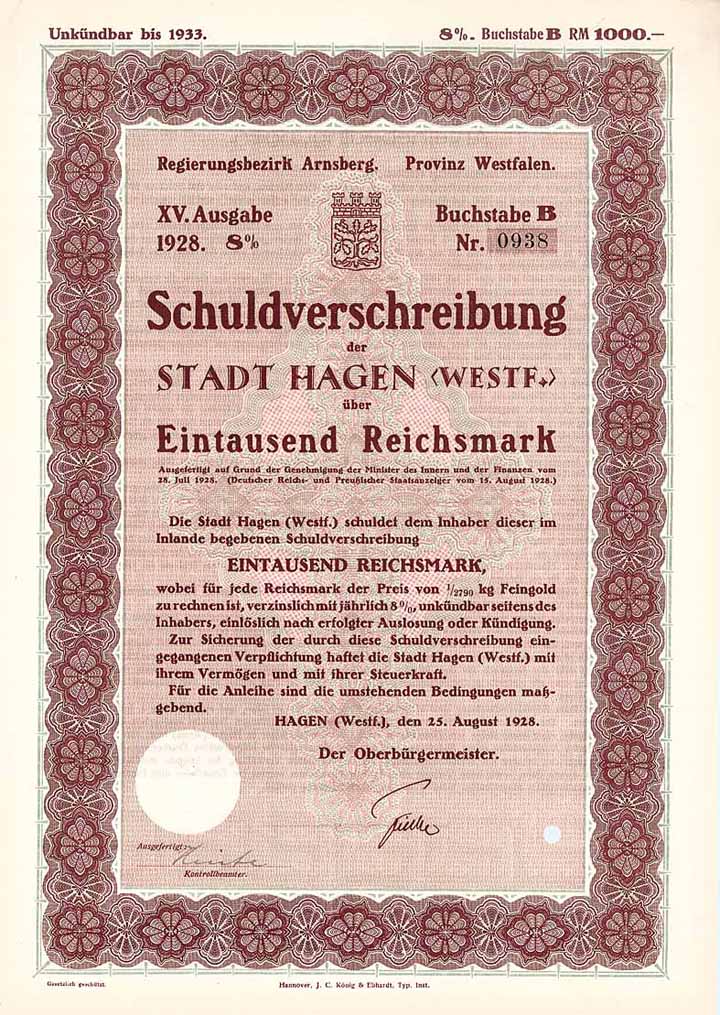 Unkündbar bis 1933. 8%. Buchstabe B RM 1000.—
Regierungsbezirk Arnsberg. Provinz Westfalen.
XV. Ausgabe Buchstabe B
1928. 8% Nr. 0938
Schuldverschreibung
der
STADT HAGEN (WESTF.)
über
Eintausend Reichsmark
Ausgefertigt auf Grund der Genehmigung der Minister des Innern und der Finanzen vom
28. Juli 1928. (Deutscher Reichs- und Preußischer Staatsanzeiger vom 15. August 1928.)
Die Stadt Hagen (Westf.) schuldet dem Inhaber dieser im
Inlande begebenen Schuldverschreibung
EINTAUSEND REICHSMARK,
wobei für jede Reichsmark der Preis von 1/2790 kg Feingold
zu rechnen ist, verzinslich mit jährlich 8%, unkündbar seitens des
Inhabers, einlöslich nach erfolgter Auslosung oder Kündigung.
Zur Sicherung der durch diese Schuldverschreibung ein-
gegangenen Verpflichtung haftet die Stadt Hagen (Westf.) mit
ihrem Vermögen und mit ihrer Steuerkraft.
Für die Anleihe sind die umstehenden Bedingungen maß-
gebend.
HAGEN (Westf.), den 25. August 1928.
Der Oberbürgermeister.
Ausgefertigt:
Kontrollbeamter.
Gesetzlich geschützt.
Hannover, J. C. König & Ebhardt, Typ. Inst.